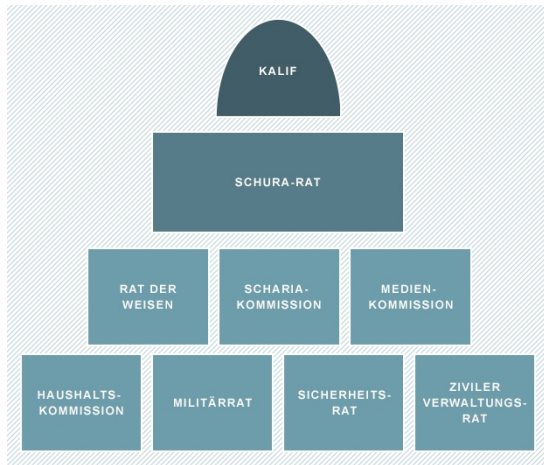 KALIF
SCHURA-RAT
RAT DER
WEISEN
SCHARIA-
KOMMISSION
MEDIEN-
KOMMISSION
HAUSHALTS-
KOMMISSION
MILITÄRRAT
SICHERHEITS-
RAT
ZIVILER
VERWALTUNGS-
RAT